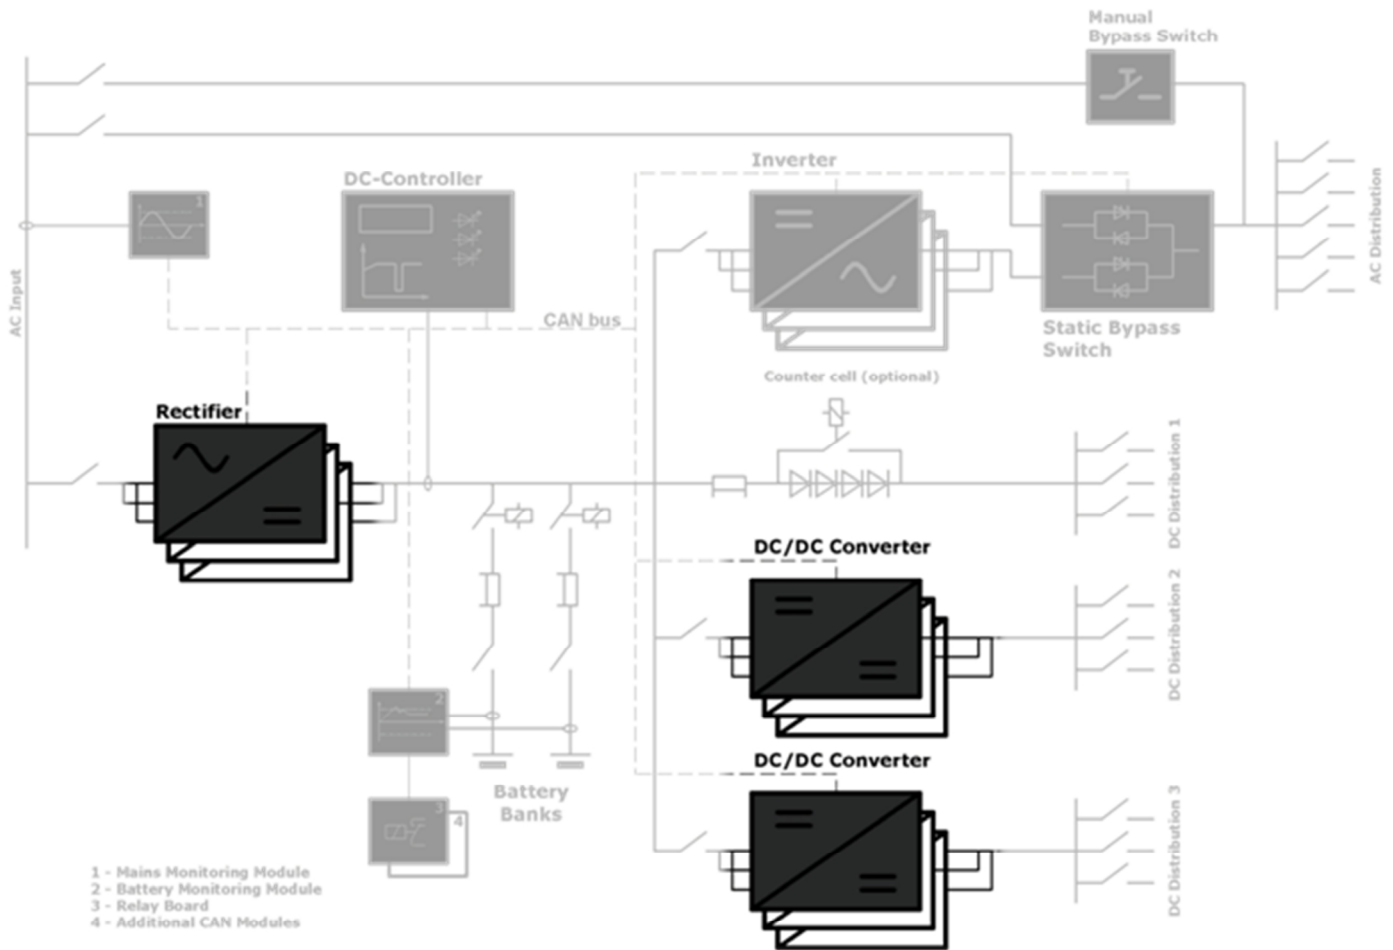 Manual
Bypass Switch
Inverter
DC-Controller
1
AC Distribution
AC Input
CAN bus
Static Bypass
Switch
Counter cell (optional)
Rectifier
DC Distribution 1
DC/DC Converter
DC Distribution 2
2
DC/DC Converter
Battery
Banks
3
4
DC Distribution 3
1 - Mains Monitoring Module
2 - Battery Monitoring Module
3 - Relay Board
4 - Additional CAN Modules